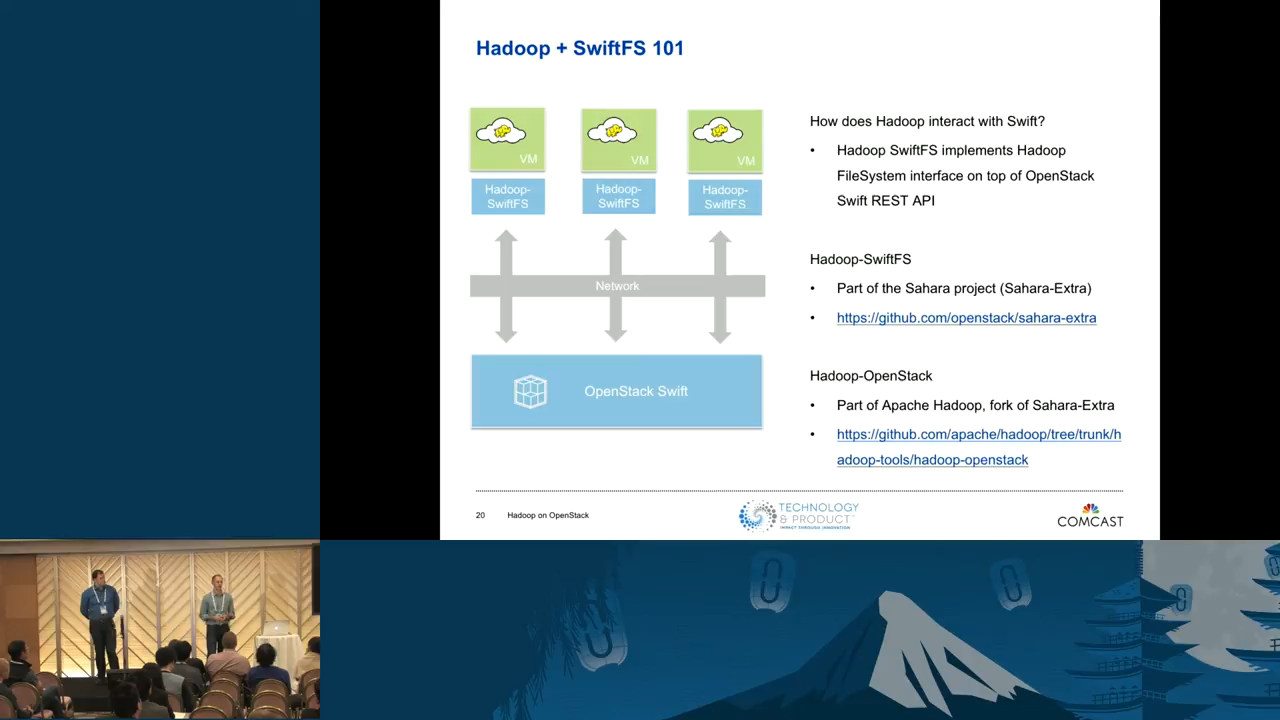 Hadoop + SwiftFS 101
VM
VM
VM
Hadoop-
SwiftFS
Hadoop-
SwiftFS
Hadoop-
SwiftFS
Network
OpenStack Swift
How does Hadoop interact with Swift?
• Hadoop SwiftFS implements Hadoop
FileSystem interface on top of OpenStack
Swift REST API
Hadoop-SwiftFS
• Part of the Sahara project (Sahara-Extra)
• https://github.com/openstack/sahara-extra
Hadoop-OpenStack
• Part of Apache Hadoop, fork of Sahara-Extra
• https://github.com/apache/hadoop/tree/trunk/h
adoop-tools/hadoop-openstack
20 Hadoop on OpenStack
TECHNOLOGY
& PRODUCT
IMPACT THROUGH INNOVATION
COMCAST